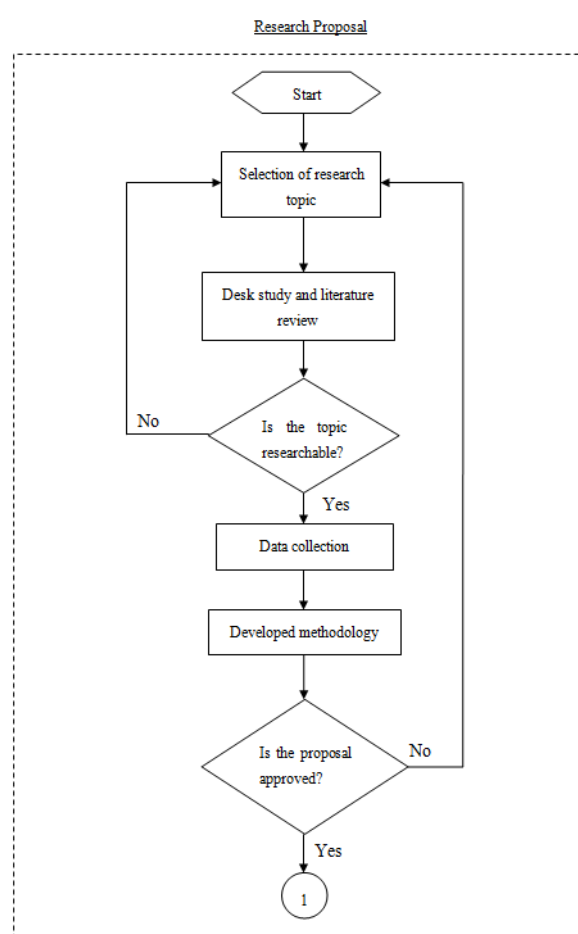 Research Proposal
Start
Selection of research
topic
Desk study and literature
review
No
Is the topic
researchable?
Yes
Data collection
Developed methodology
Is the proposal
approved?
No
Yes
1